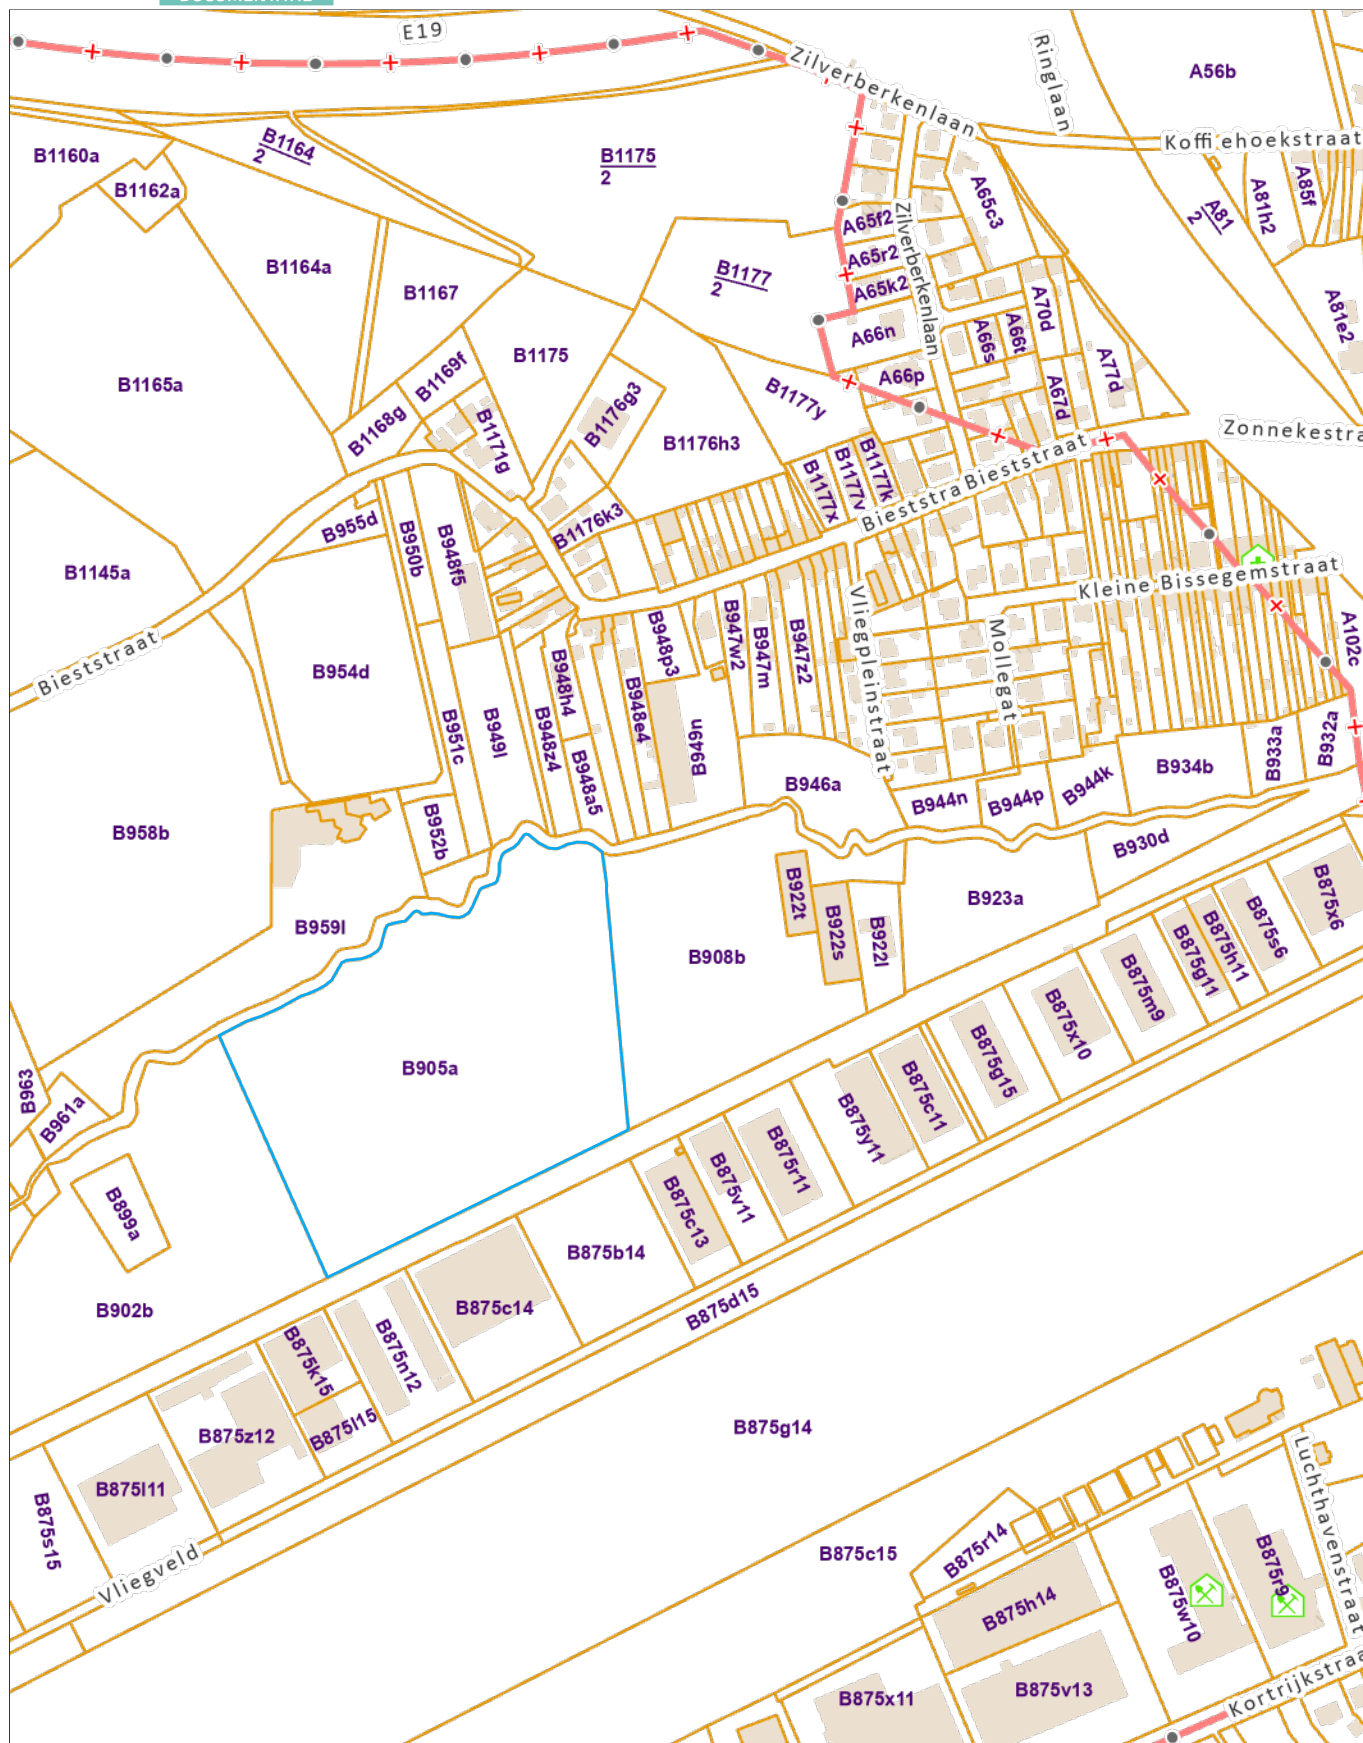 E19
Zilverberkenlaan
Ringlaan
A56b
Koffiehoekstraat
B1160a
B1164
2
B1175
2
B1162a
A65c3
A81h2
A85f
A81
2
A65f2
Zilverberkenlaan
A65r2
B1164a
B1167
B1177
2
A65k2
A70d
A81e2
A66n
A66s
A66t
B1175
B1165a
B1169f
A77d
A66p
A67d
B1177y
B1168g
B1171g
B1176g3
B1176h3
Zonnekestra
Bieststraat
B1177k
B1177v
B1177x
Bieststra
B955d
B950b
B948f5
B1176k3
B1145a
Kleine Bissegemstraat
Bieststraat
B954d
B948p3
B947w2
B947m
B947z2
Vliegpleinstraat
Mollegat
A102c
B948h4
B948e4
B951c
B949l
B948z4
B948a5
B949n
B933a
B932a
B934b
B946a
B944n
B944p
B944k
B958b
B952b
B930d
B922t
B922s
B922l
B923a
B959l
B908b
B875x6
B875s6
B875h11
B875g11
B875m9
B875x10
B875g15
B905a
B963
B961a
B875c11
B875y11
B875r11
B875v11
B875c13
B899a
B875b14
B902b
B875c14
B875d15
B875k15
B875n12
B875z12
B875l15
B875g14
B875l11
B875s15
Luchthavenstraat
Vliegveld
B875c15
B875r14
B875r9
B875w10
B875h14
B875x11
B875v13
Kortrijkstraa